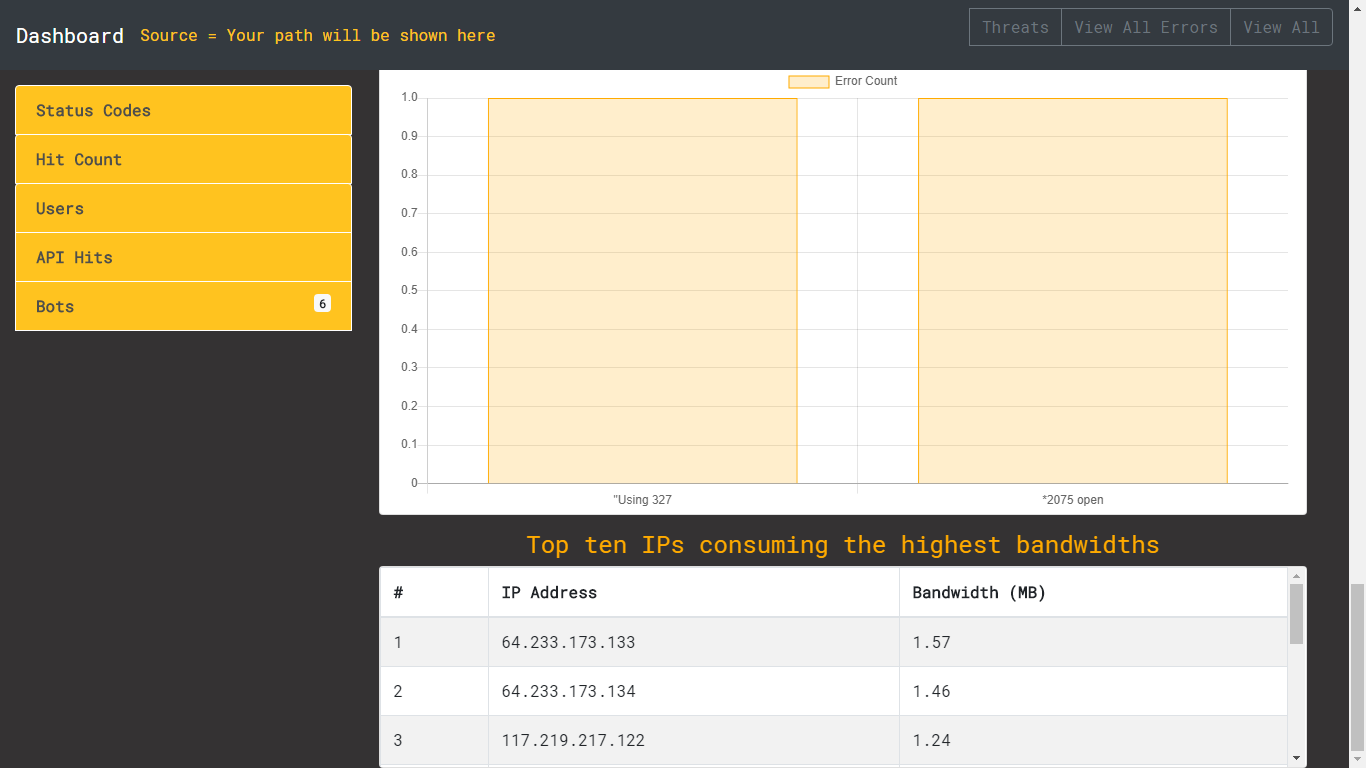 Dashboard Source = Your path will be shown here Threats View All Errors View All
Status Codes
Hit Count
Users
API Hits
Bots 6
Error Count
1.0
0.9
0.8
0.7
0.6
0.5
0.4
0.3
0.2
0.1
0
"Using 327 *2075 open
Top ten IPs consuming the highest bandwidths
# IP Address Bandwidth (MB)
1 64.233.173.133 1.57
2 64.233.173.134 1.46
3 117.219.217.122 1.24